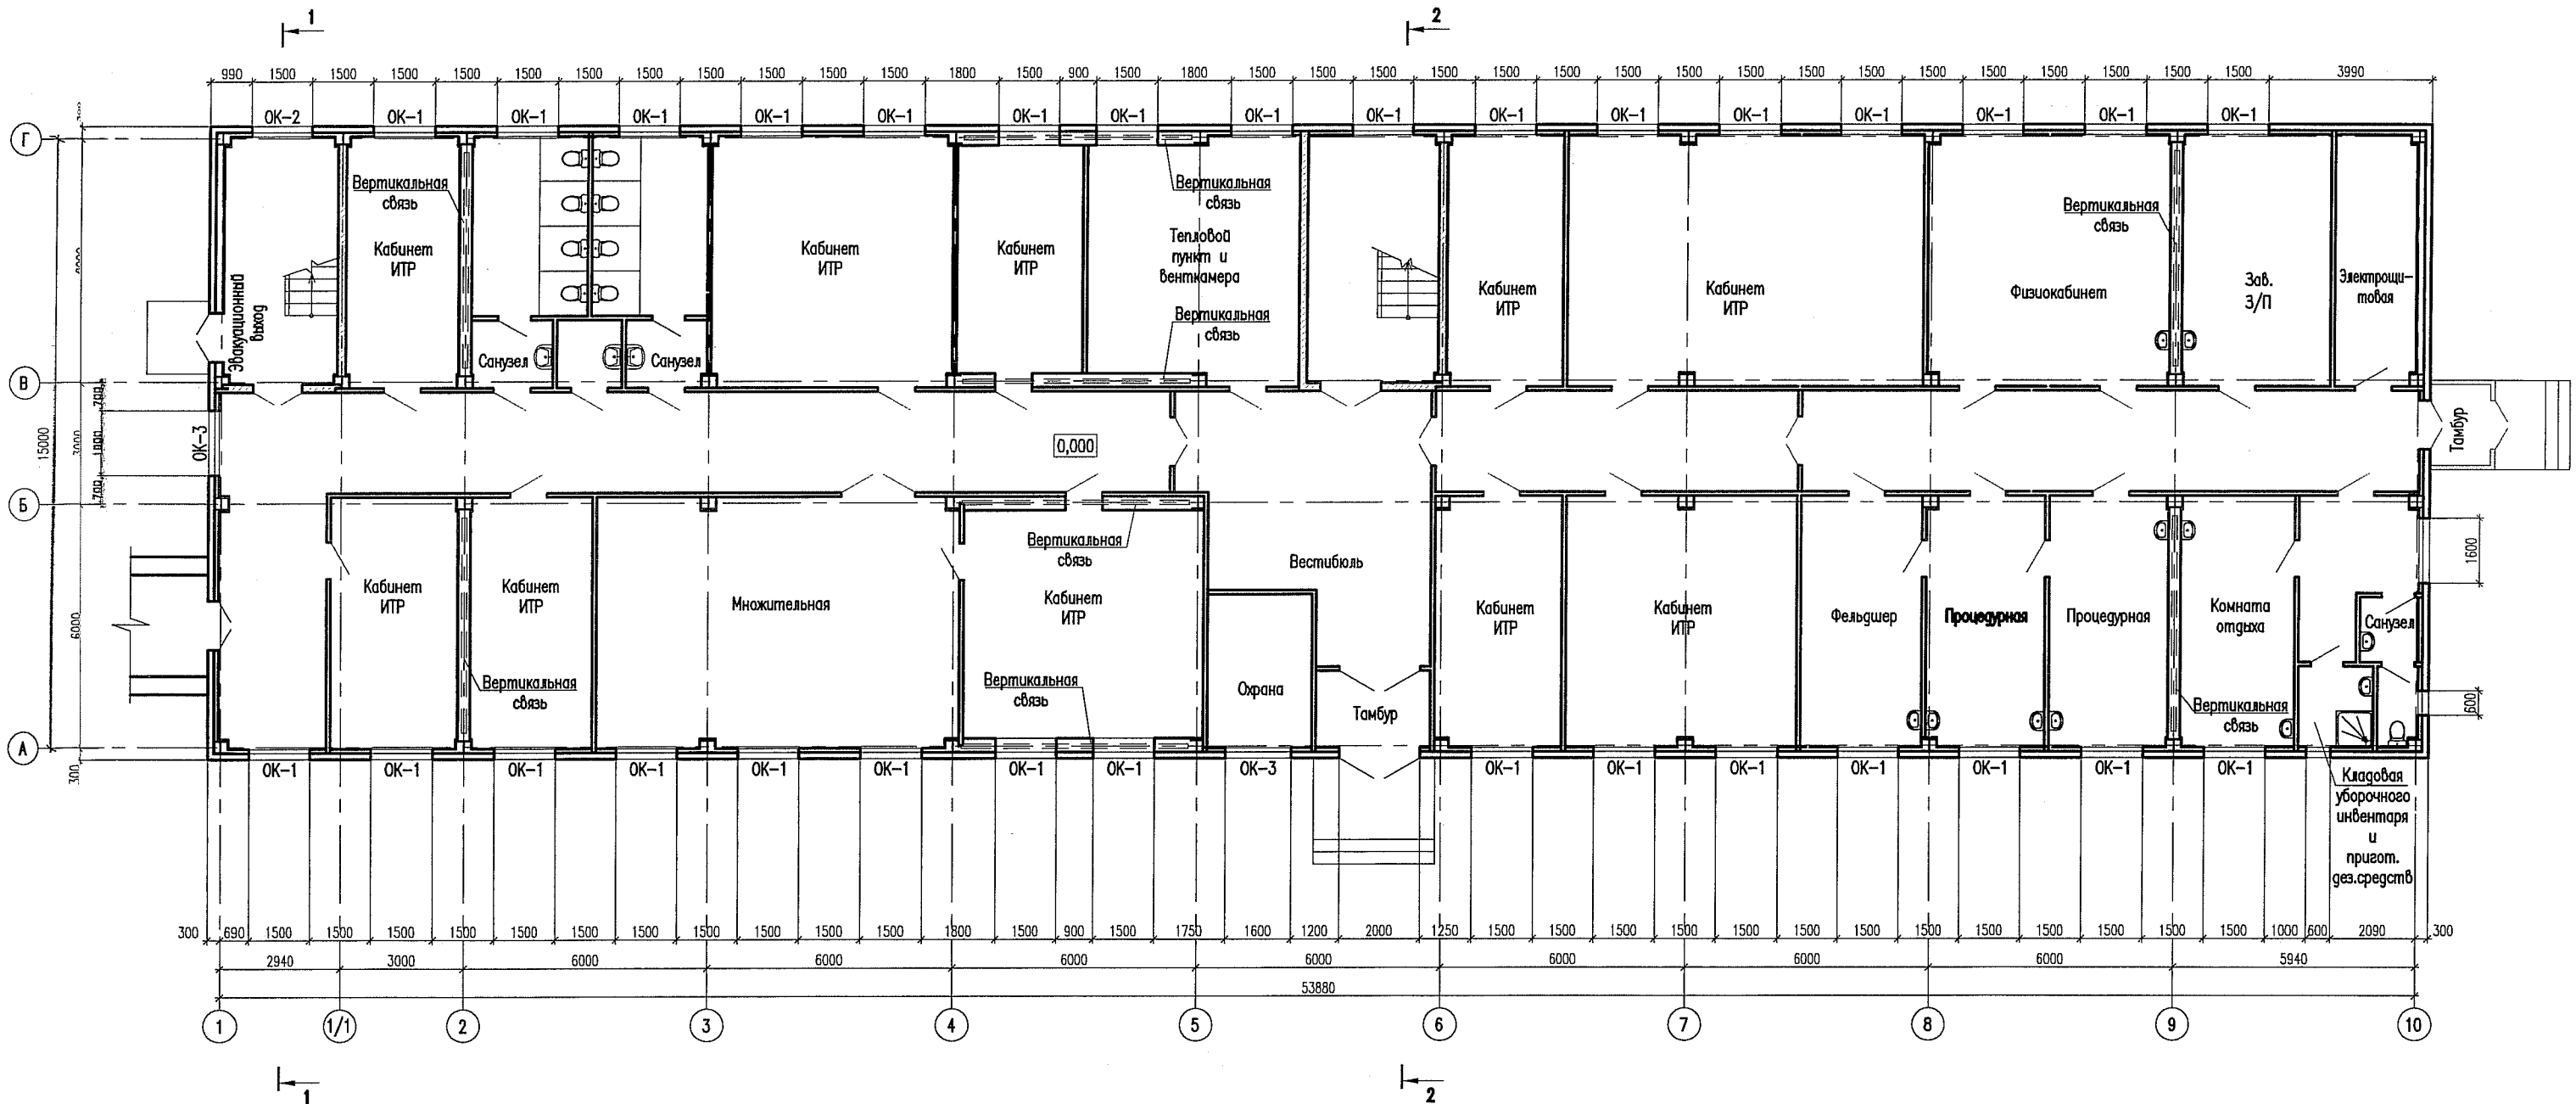 1
2
990 1500 1500 1500 1500 1500 1500 1500 1500 1500 1500 1800 1500 900 1500 1800 1500 1500 1500 1500 1500 1500 1500 1500 1500 1500 1500 1500 1500 1500 1500 1500 1500 3990
ОК-2 ОК-1 ОК-1 ОК-1 ОК-1 ОК-1 ОК-1 ОК-1 ОК-1 ОК-1 ОК-1 ОК-1 ОК-1 ОК-1 ОК-1 ОК-1 ОК-1
Г
Вертикальная
связь
Вертикальная
связь
Вертикальная
связь
Кабинет
ИТР
Кабинет
ИТР
Кабинет
ИТР
Тепловой
пункт и
венткамера
Вертикальная
связь
Кабинет
ИТР
Кабинет
ИТР
Физиокабинет
Зав.
З/П
Электрощи-
товая
Эвакуационный
выход
Санузел
Санузел
В
15000
3000
ОК-3
0,000
Тамбур
Б
6000
300
Кабинет
ИТР
Кабинет
ИТР
Вертикальная
связь
Множительная
Вертикальная
связь
Кабинет
ИТР
Вертикальная
связь
Вестибюль
Охрана
Тамбур
Кабинет
ИТР
Кабинет
ИТР
Фельдшер
Процедурная
Процедурная
Комната
отдыха
Вертикальная
связь
Санузел
1600
600
А
ОК-1 ОК-1 ОК-1 ОК-1 ОК-1 ОК-1 ОК-1 ОК-1 ОК-3 ОК-1 ОК-1 ОК-1 ОК-1 ОК-1 ОК-1 ОК-1
Кладовая
уборочного
инвентаря
и
пригот.
дез.средств
300 690 1500 1500 1500 1500 1500 1500 1500 1500 1500 1500 1500 1800 1500 900 1500 1750 1600 1200 2000 1250 1500 1500 1500 1500 1500 1500 1500 1500 1500 1500 1500 1500 1500 1000 600 2090 300
2940 3000 6000 6000 6000 6000 6000 6000 6000 5940
53880
1 1/1 2 3 4 5 6 7 8 9 10
1
2